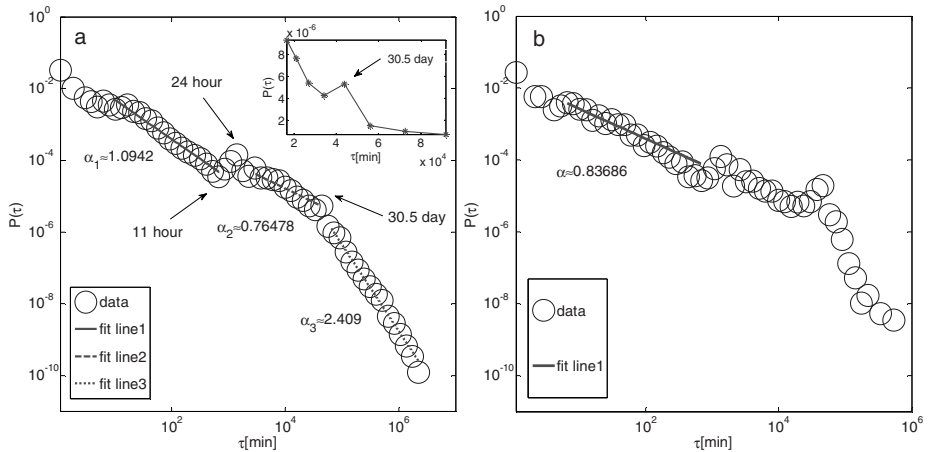 a
10^0
10^-2
10^-4
10^-6
10^-8
10^-10
P(τ)
10^2
10^4
10^6
τ[min]
24 hour
11 hour
30.5 day
α_1≈1.0942
α_2≈0.76478
α_3≈2.409
data
fit line1
fit line2
fit line3
x 10^-6
8
6
4
2
P(τ)
30.5 day
2
4
6
8
τ[min]
x 10^4
b
10^0
10^-2
10^-4
10^-6
10^-8
10^-10
P(τ)
10^2
10^4
10^6
τ[min]
α≈0.83686
data
fit line1